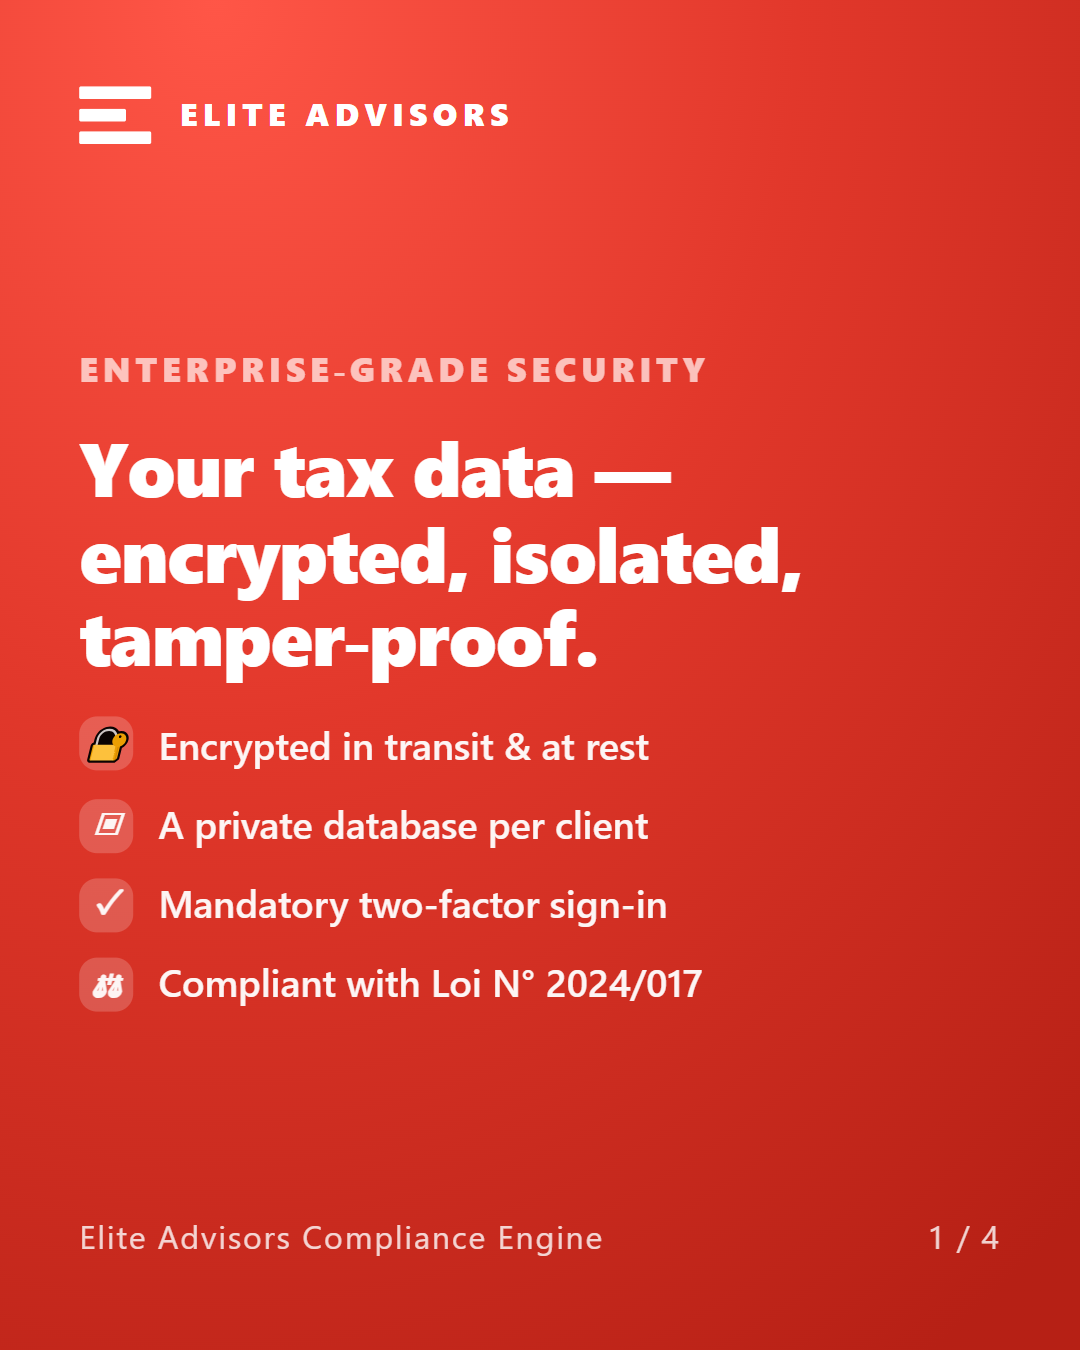 ELITE ADVISORS
ENTERPRISE-GRADE SECURITY
Your tax data —
encrypted, isolated,
tamper-proof.
Encrypted in transit & at rest
A private database per client
Mandatory two-factor sign-in
Compliant with Loi N° 2024/017
Elite Advisors Compliance Engine
1 / 4